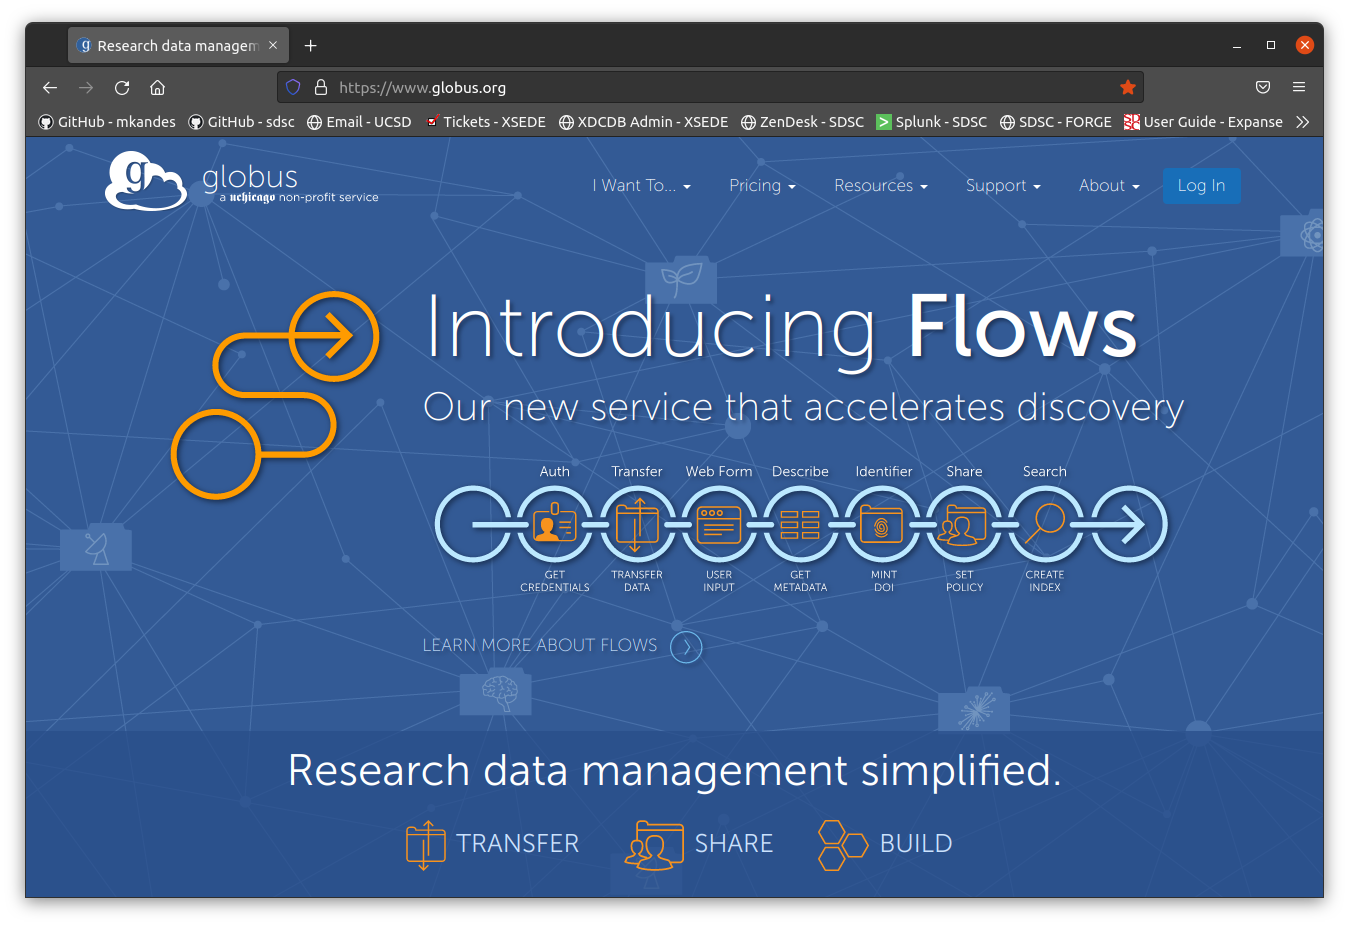 Research data managem
https://www.globus.org
GitHub - mkandes GitHub - sdsc Email - UCSD Tickets - XSEDE XDCDB Admin - XSEDE ZenDesk - SDSC Splunk - SDSC SDSC - FORGE User Guide - Expanse
g globus
a uchicago non-profit service
I Want To... Pricing Resources Support About Log In
Introducing Flows
Our new service that accelerates discovery
Auth Transfer Web Form Describe Identifier Share Search
GET CREDENTIALS
TRANSFER DATA
USER INPUT
GET METADATA
MINT DOI
SET POLICY
CREATE INDEX
LEARN MORE ABOUT FLOWS
Research data management simplified.
TRANSFER SHARE BUILD